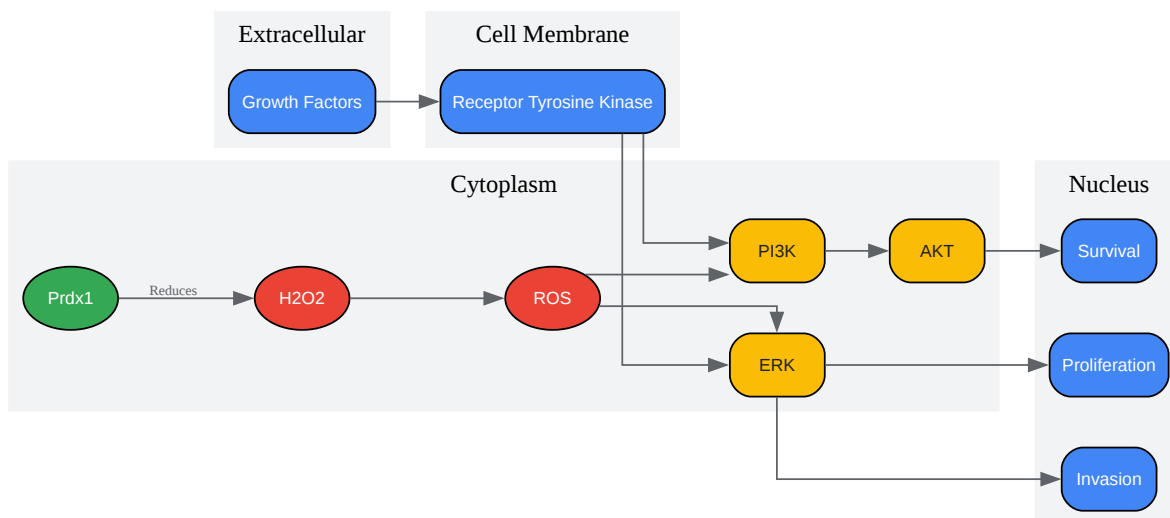 Extracellular
Cell Membrane
Growth Factors
Receptor Tyrosine Kinase
Cytoplasm
Nucleus
PI3K
AKT
Survival
Prdx1
Reduces
H2O2
ROS
ERK
Proliferation
Invasion